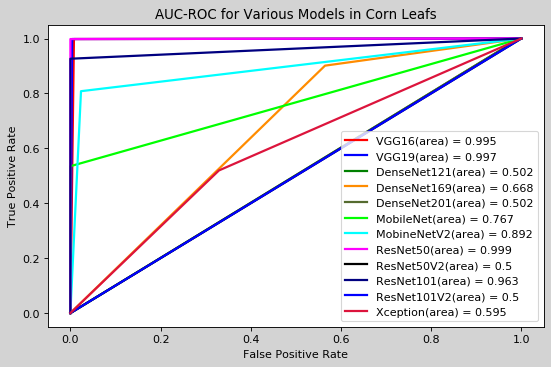 AUC-ROC for Various Models in Corn Leafs
True Positive Rate
1.0
0.8
0.6
0.4
0.2
0.0
VGG16(area) = 0.995
VGG19(area) = 0.997
DenseNet121(area) = 0.502
DenseNet169(area) = 0.668
DenseNet201(area) = 0.502
MobileNet(area) = 0.767
MobineNetV2(area) = 0.892
ResNet50(area) = 0.999
ResNet50V2(area) = 0.5
ResNet101(area) = 0.963
ResNet101V2(area) = 0.5
Xception(area) = 0.595
0.0 0.2 0.4 0.6 0.8 1.0
False Positive Rate